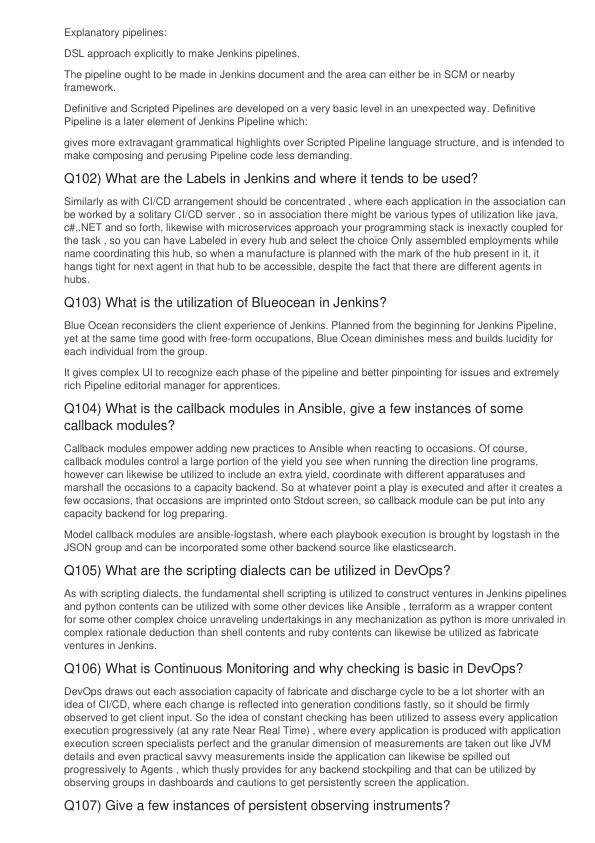 Explanatory pipelines:
DSL approach explicitly to make Jenkins pipelines.
The pipeline ought to be made in Jenkins document and the area can either be in SCM or nearby
framework.
Definitive and Scripted Pipelines are developed on a very basic level in an unexpected way. Definitive
Pipeline is a later element of Jenkins Pipeline which:
gives more extravagant grammatical highlights over Scripted Pipeline language structure, and is intended to
make composing and perusing Pipeline code less demanding.
Q102) What are the Labels in Jenkins and where it tends to be used?
Similarly as with CI/CD arrangement should be concentrated , where each application in the association can
be worked by a solitary CI/CD server , so in association there might be various types of utilization like java,
c#,.NET and so forth, likewise with microservices approach your programming stack is inexactly coupled for
the task , so you can have Labeled in every hub and select the choice Only assembled employments while
name coordinating this hub, so when a manufacture is planned with the mark of the hub present in it, it
hangs tight for next agent in that hub to be accessible, despite the fact that there are different agents in
hubs.
Q103) What is the utilization of Blueocean in Jenkins?
Blue Ocean reconsiders the client experience of Jenkins. Planned from the beginning for Jenkins Pipeline,
yet at the same time good with free-form occupations, Blue Ocean diminishes mess and builds lucidity for
each individual from the group.
It gives complex UI to recognize each phase of the pipeline and better pinpointing for issues and extremely
rich Pipeline editorial manager for apprentices.
Q104) What is the callback modules in Ansible, give a few instances of some
callback modules?
Callback modules empower adding new practices to Ansible when reacting to occasions. Of course,
callback modules control a large portion of the yield you see when running the direction line programs,
however can likewise be utilized to include an extra yield, coordinate with different apparatuses and
marshall the occasions to a capacity backend. So at whatever point a play is executed and after it creates a
few occasions, that occasions are imprinted onto Stdout screen, so callback module can be put into any
capacity backend for log preparing.
Model callback modules are ansible-logstash, where each playbook execution is brought by logstash in the
JSON group and can be incorporated some other backend source like elasticsearch.
Q105) What are the scripting dialects can be utilized in DevOps?
As with scripting dialects, the fundamental shell scripting is utilized to construct ventures in Jenkins pipelines
and python contents can be utilized with some other devices like Ansible , terraform as a wrapper content
for some other complex choice unraveling undertakings in any mechanization as python is more unrivaled in
complex rationale deduction than shell contents and ruby contents can likewise be utilized as fabricate
ventures in Jenkins.
Q106) What is Continuous Monitoring and why checking is basic in DevOps?
DevOps draws out each association capacity of fabricate and discharge cycle to be a lot shorter with an
idea of CI/CD, where each change is reflected into generation conditions fastly, so it should be firmly
observed to get client input. So the idea of constant checking has been utilized to assess every application
execution progressively (at any rate Near Real Time) , where every application is produced with application
execution screen specialists perfect and the granular dimension of measurements are taken out like JVM
details and even practical savvy measurements inside the application can likewise be spilled out
progressively to Agents , which thusly provides for any backend stockpiling and that can be utilized by
observing groups in dashboards and cautions to get persistently screen the application.
Q107) Give a few instances of persistent observing instruments?